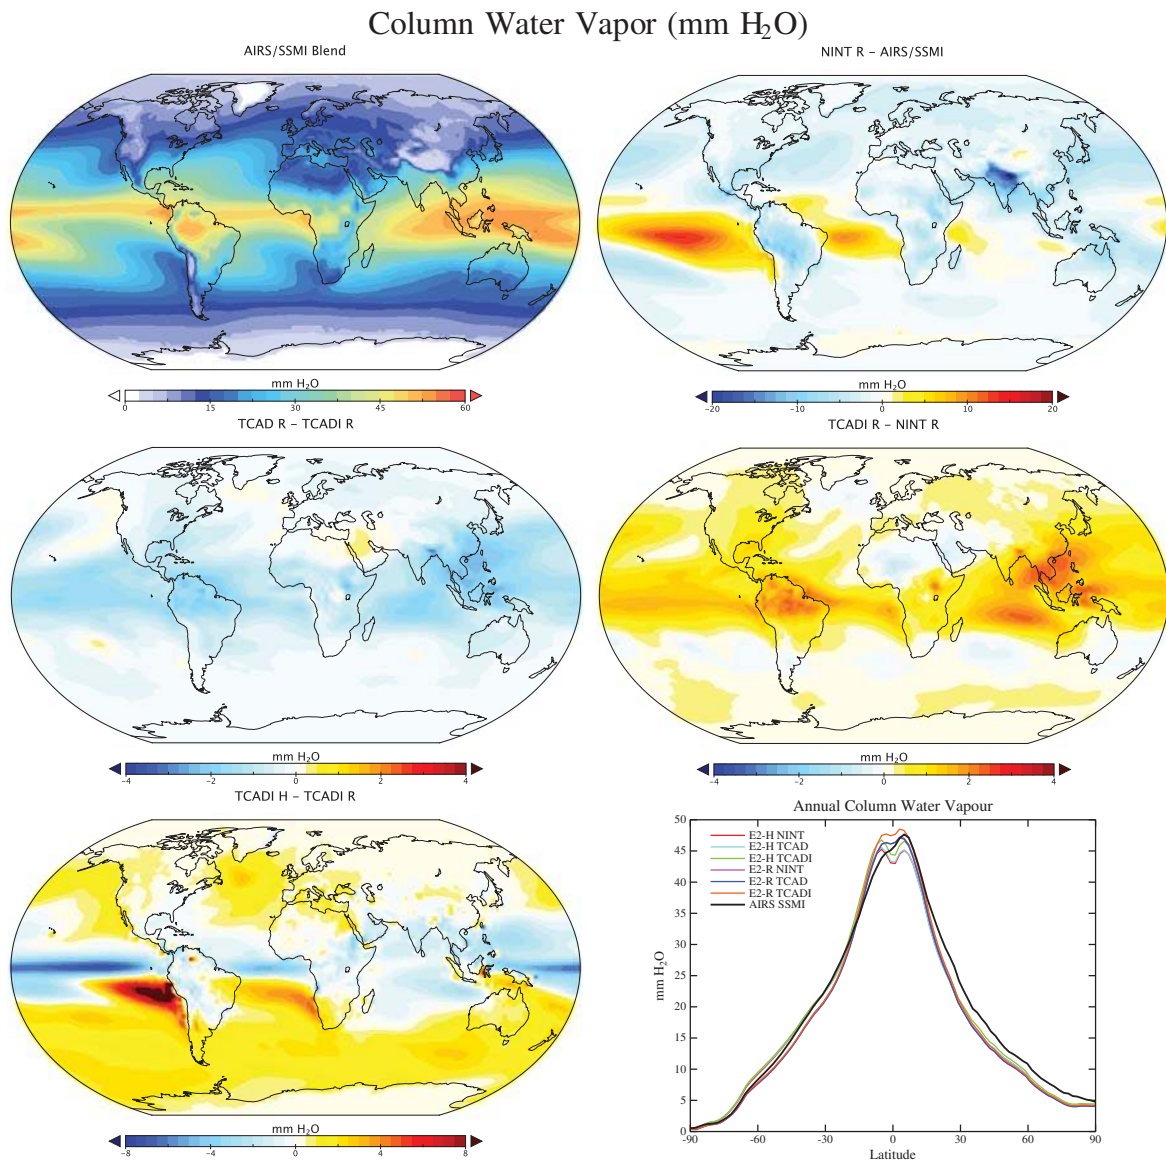 Column Water Vapor (mm H₂O)
AIRS/SSMI Blend
NINT R − AIRS/SSMI
mm H₂O
0 15 30 45 60
mm H₂O
−20 −10 0 10 20
TCAD R − TCADI R
TCADI R − NINT R
mm H₂O
−4 −2 0 2 4
mm H₂O
−4 −2 0 2 4
TCADI H − TCADI R
mm H₂O
−8 −4 0 4 8
Annual Column Water Vapour
E2-H NINT
E2-H TCAD
E2-H TCADI
E2-R NINT
E2-R TCAD
E2-R TCADI
AIRS SSMI
mm H₂O
50
45
40
35
30
25
20
15
10
5
0
-90 -60 -30 0 30 60 90
Latitude